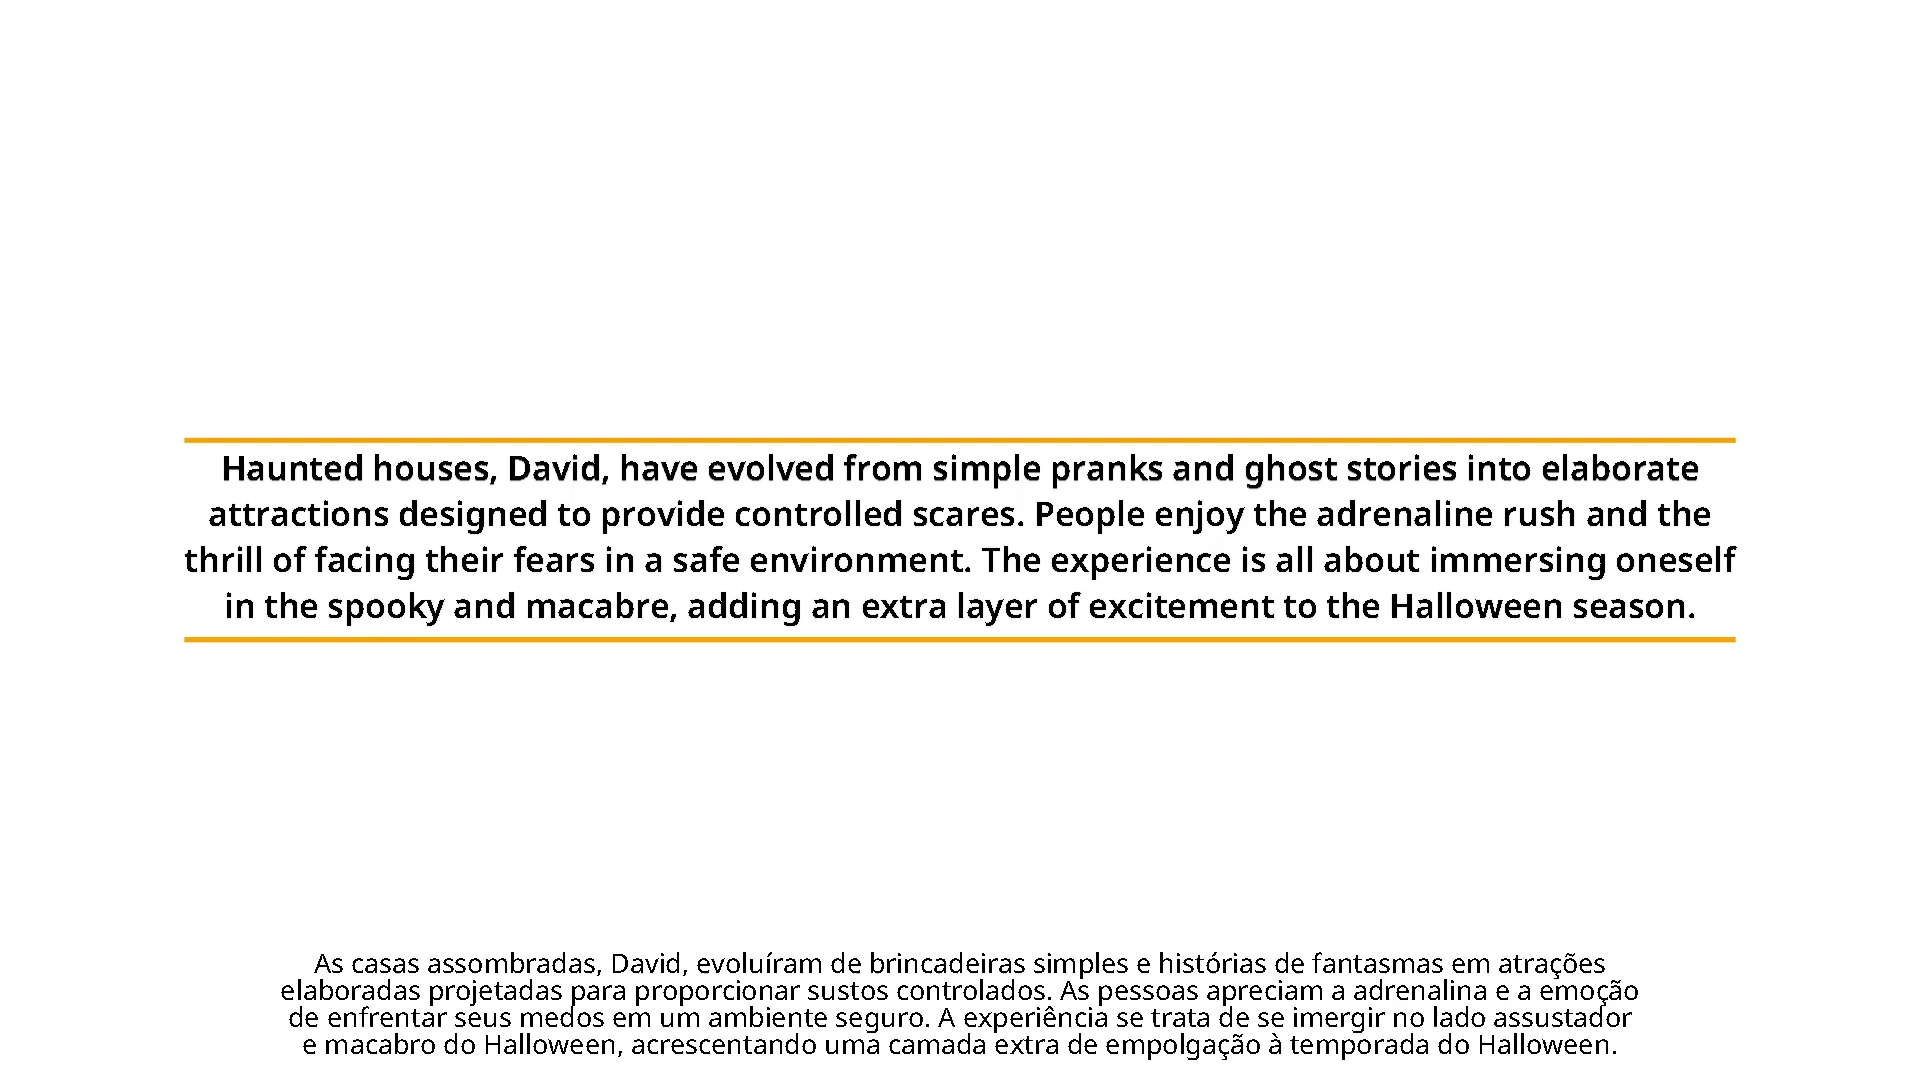 Haunted houses, David, have evolved from simple pranks and ghost stories into elaborate
attractions designed to provide controlled scares. People enjoy the adrenaline rush and the
thrill of facing their fears in a safe environment. The experience is all about immersing oneself
in the spooky and macabre, adding an extra layer of excitement to the Halloween season.
As casas assombradas, David, evoluíram de brincadeiras simples e histórias de fantasmas em atrações
elaboradas projetadas para proporcionar sustos controlados. As pessoas apreciam a adrenalina e a emoção
de enfrentar seus medos em um ambiente seguro. A experiência se trata de se imergir no lado assustador
e macabro do Halloween, acrescentando uma camada extra de empolgação à temporada do Halloween.